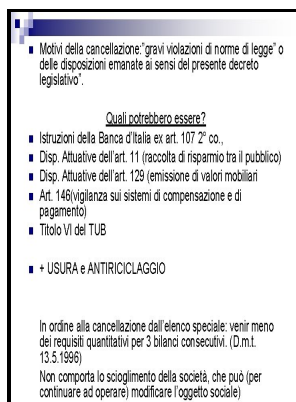 Motivi della cancellazione:"gravi violazioni di norme di legge" o
delle disposizioni emanate ai sensi del presente decreto
legislativo".
Quali potrebbero essere?
Istruzioni della Banca d'Italia ex art. 107 2° co.,
Disp. Attuative dell'art. 11 (raccolta di risparmio tra il pubblico)
Disp. Attuative dell'art. 129 (emissione di valori mobiliari
Art. 146(vigilanza sui sistemi di compensazione e di
pagamento)
Titolo VI del TUB
+ USURA e ANTIRICICLAGGIO
In ordine alla cancellazione dall'elenco speciale: venir meno
dei requisiti quantitativi per 3 bilanci consecutivi. (D.m.t.
13.5.1996)
Non comporta lo scioglimento della società, che può (per
continuare ad operare) modificare l'oggetto sociale)